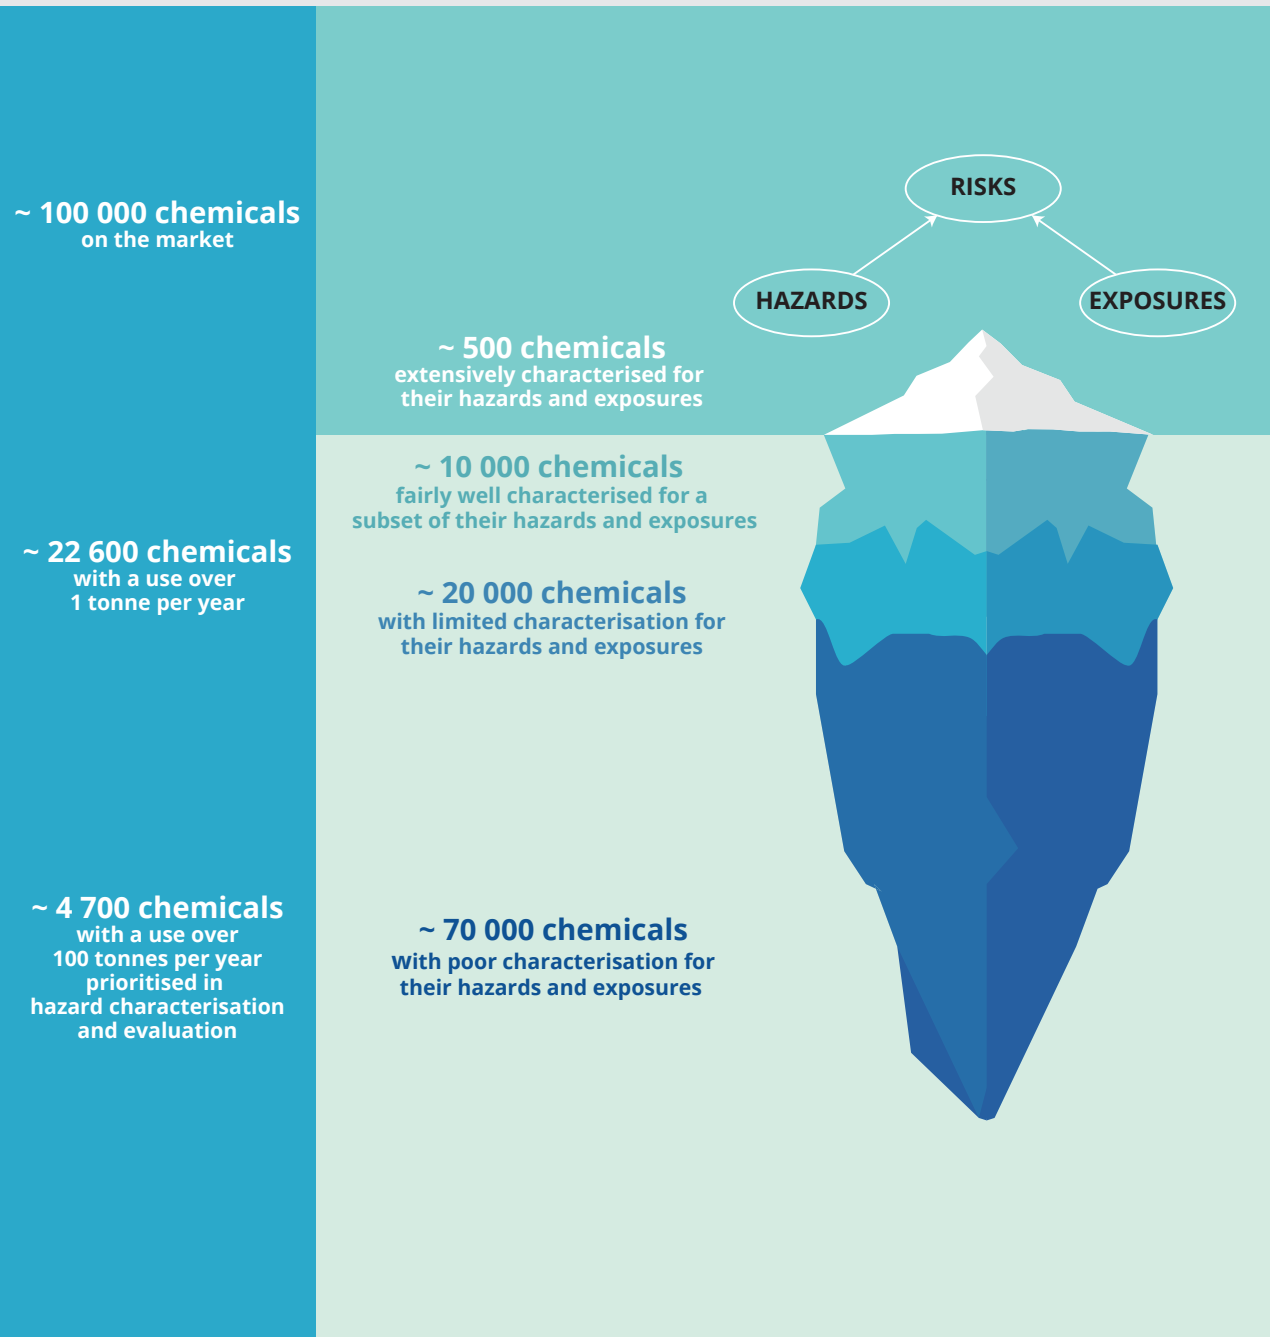 ~ 100 000 chemicals
on the market
~ 22 600 chemicals
with a use over
1 tonne per year
~ 4 700 chemicals
with a use over
100 tonnes per year
prioritised in
hazard characterisation
and evaluation
RISKS
HAZARDS
EXPOSURES
~ 500 chemicals
extensively characterised for
their hazards and exposures
~ 10 000 chemicals
fairly well characterised for a
subset of their hazards and exposures
~ 20 000 chemicals
with limited characterisation for
their hazards and exposures
~ 70 000 chemicals
with poor characterisation for
their hazards and exposures